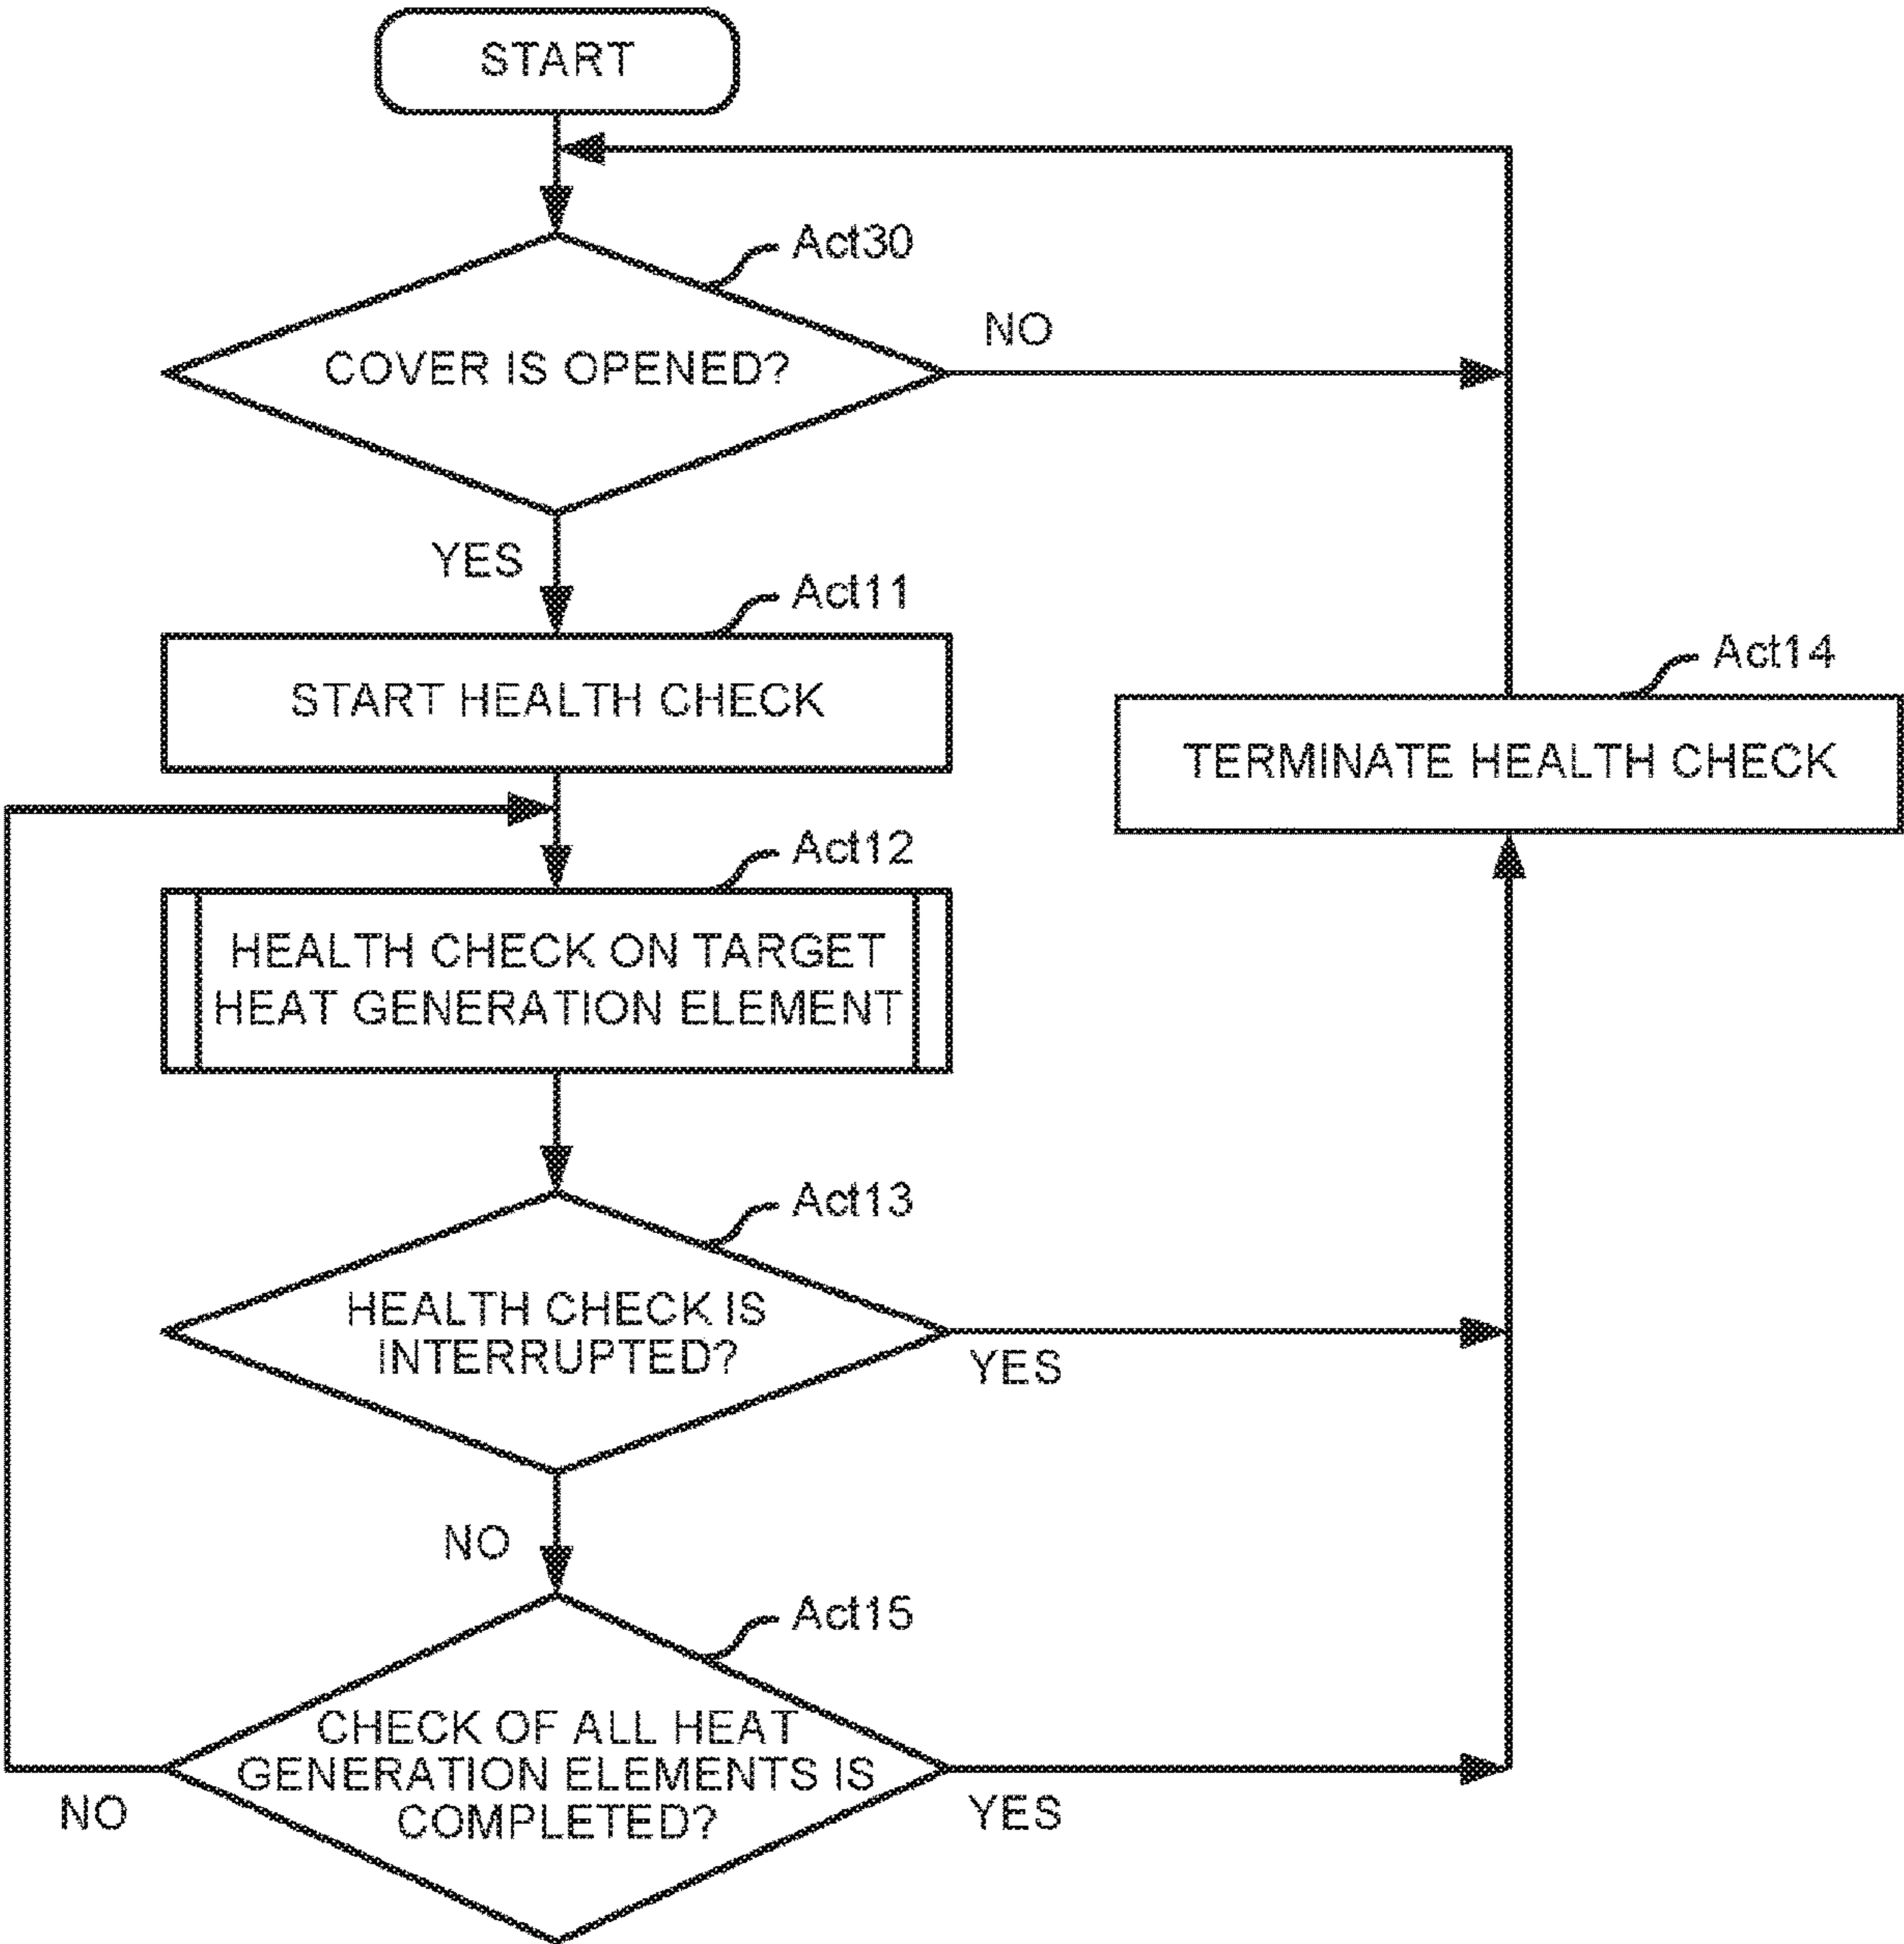 START
Act30
COVER IS OPENED?
NO
YES
Act11
START HEALTH CHECK
Act14
TERMINATE HEALTH CHECK
Act12
HEALTH CHECK ON TARGET
HEAT GENERATION ELEMENT
Act13
HEALTH CHECK IS
INTERRUPTED?
YES
NO
Act15
CHECK OF ALL HEAT
GENERATION ELEMENTS IS
COMPLETED?
NO
YES